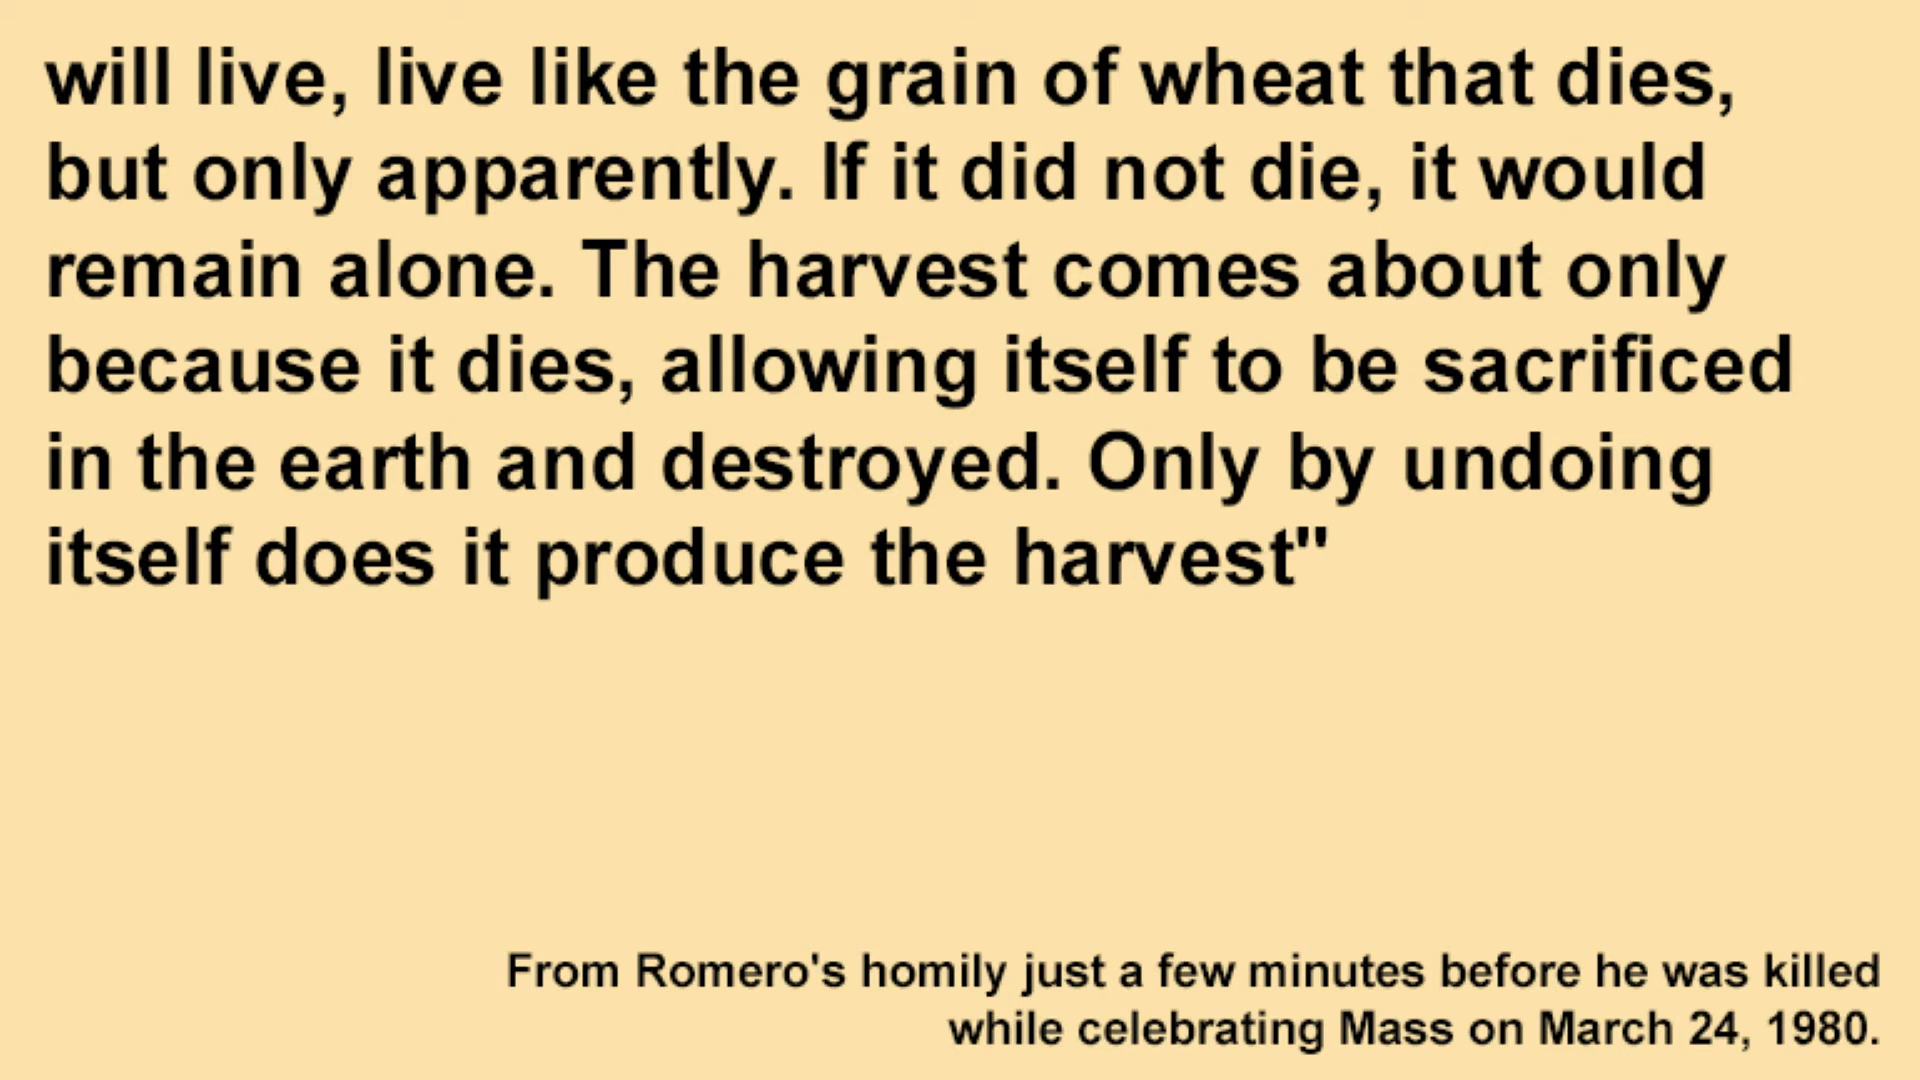 will live, live like the grain of wheat that dies,
but only apparently. If it did not die, it would
remain alone. The harvest comes about only
because it dies, allowing itself to be sacrificed
in the earth and destroyed. Only by undoing
itself does it produce the harvest"
From Romero's homily just a few minutes before he was killed
while celebrating Mass on March 24, 1980.